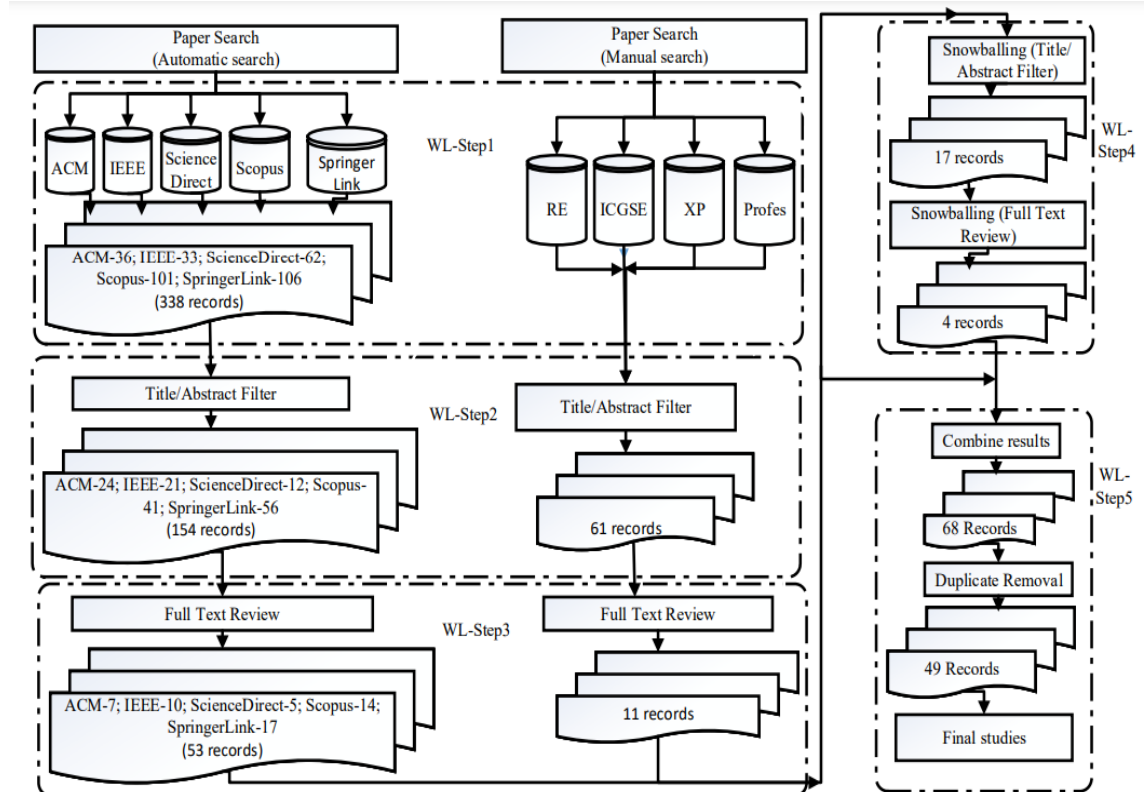 Paper Search
(Automatic search)
Paper Search
(Manual search)
WL-Step1
ACM
IEEE
Science
Direct
Scopus
Springer
Link
RE
ICGSE
XP
Profes
ACM-36; IEEE-33; ScienceDirect-62;
Scopus-101; SpringerLink-106
(338 records)
Title/Abstract Filter
WL-Step2
Title/Abstract Filter
ACM-24; IEEE-21; ScienceDirect-12; Scopus-
41; SpringerLink-56
(154 records)
61 records
Full Text Review
WL-Step3
Full Text Review
ACM-7; IEEE-10; ScienceDirect-5; Scopus-14;
SpringerLink-17
(53 records)
11 records
Snowballing (Title/
Abstract Filter)
WL-
Step4
17 records
Snowballing (Full Text
Review)
4 records
Combine results
WL-
Step5
68 Records
Duplicate Removal
49 Records
Final studies